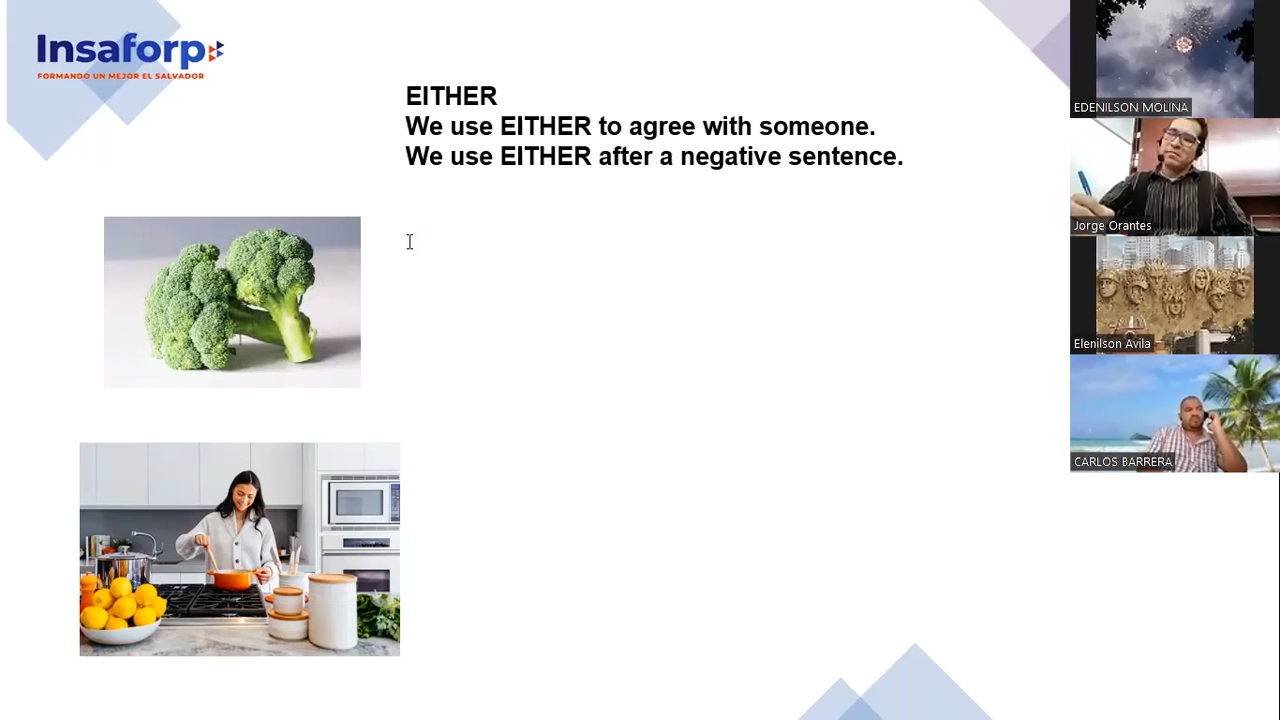 Insaforp
FORMANDO UN MEJOR EL SALVADOR
EITHER
We use EITHER to agree with someone.
We use EITHER after a negative sentence.
EDENILSON MOLINA
Jorge Orantes
Elenilson Avila
CARLOS BARRERA